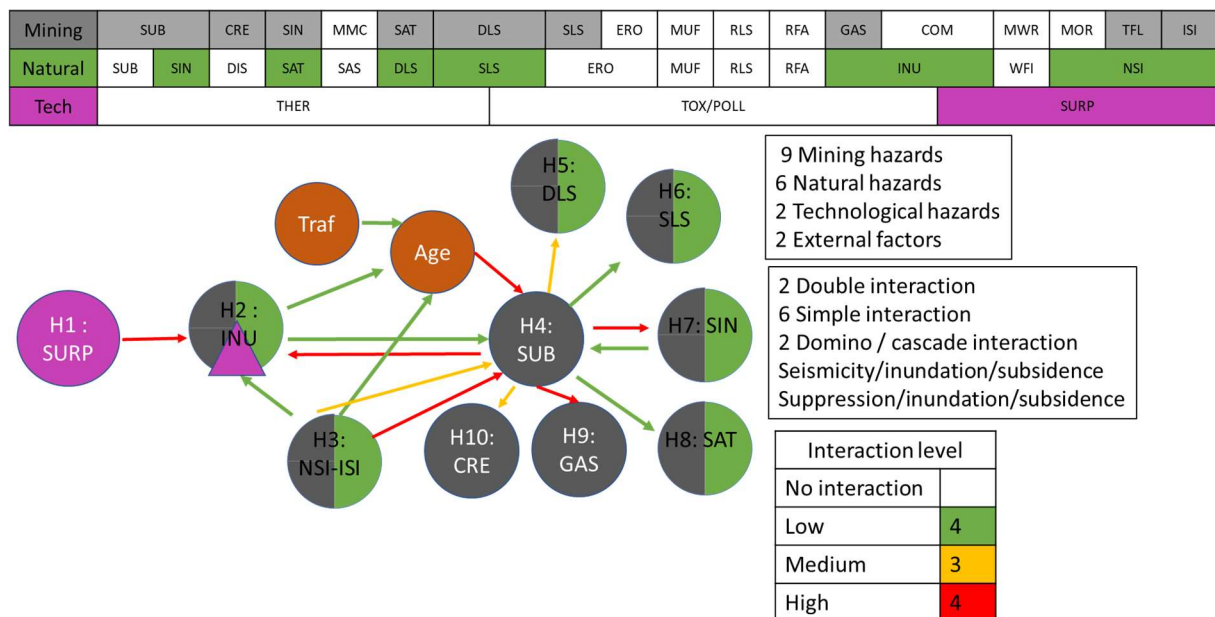 Mining SUB CRE SIN MMC SAT DLS SLS ERO MUF RLS RFA GAS COM MWR MOR TFL ISI
Natural SUB SIN DIS SAT SAS DLS SLS ERO MUF RLS RFA INU WFI NSI
Tech THER TOX/POLL SURP
9 Mining hazards
6 Natural hazards
2 Technological hazards
2 External factors
H5:
DLS
H6:
SLS
Traf
Age
H1 :
SURP
H2 :
INU
H4:
SUB
H7: SIN
H3:
NSI-ISI
H10:
CRE
H9:
GAS
H8: SAT
2 Double interaction
6 Simple interaction
2 Domino / cascade interaction
Seismicity/inundation/subsidence
Suppression/inundation/subsidence
Interaction level
No interaction
Low 4
Medium 3
High 4